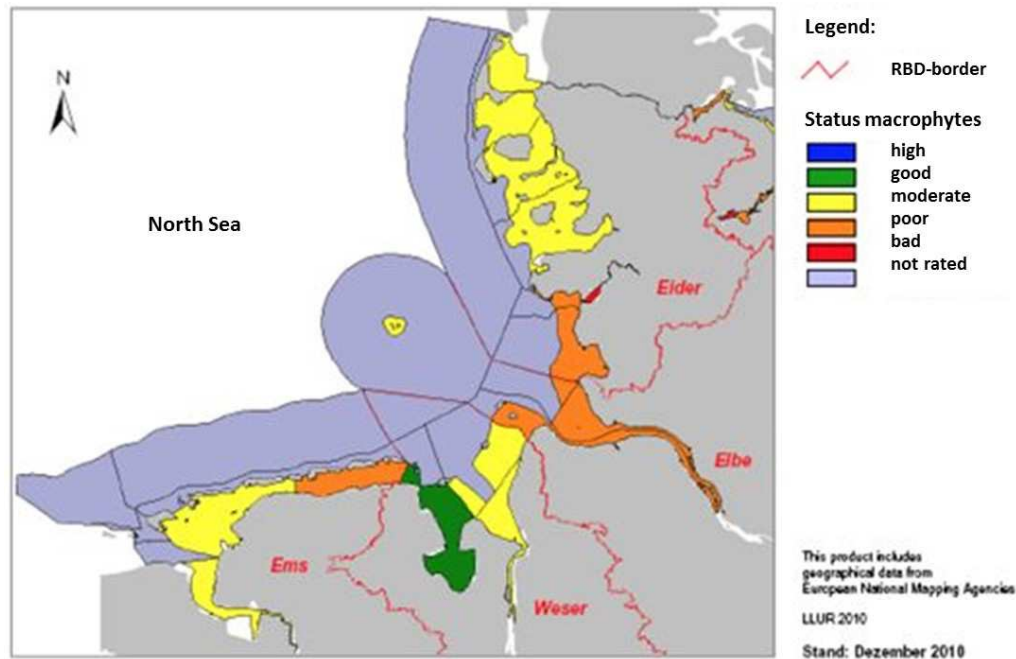 N
North Sea
Eider
Elbe
Ems
Weser
Legend:
RBD-border
Status macrophytes
high
good
moderate
poor
bad
not rated
This product includes
geographical data from
European National Mapping Agencies
LLUR 2010
Stand: Dezember 2010